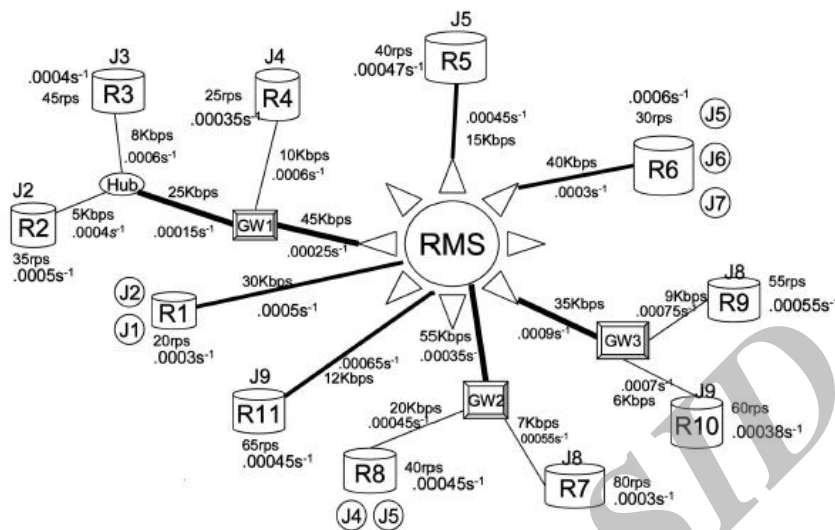 J3
.0004s-1
45rps
R3
J4
25rps
.00035s-1
R4
J5
40rps
.00047s-1
R5
.0006s-1
30rps
R6
J5
J6
J7
8Kbps
.0006s-1
10Kbps
.0006s-1
.00045s-1
15Kbps
40Kbps
.0003s-1
J2
R2
35rps
.0005s-1
5Kbps
.0004s-1
Hub
25Kbps
.00015s-1
GW1
45Kbps
.00025s-1
RMS
J2
J1
R1
20rps
.0003s-1
30Kbps
.0005s-1
J9
R11
65rps
.00045s-1
.00065s-1
12Kbps
55Kbps
.00035s-1
GW2
20Kbps
.00045s-1
7Kbps
.00055s-1
R8
40rps
.00045s-1
J4
J5
J8
R7
80rps
.0003s-1
35Kbps
.0009s-1
GW3
9Kbps
.00075s-1
J8
R9
55rps
.00055s-1
.0007s-1
6Kbps
J9
R10
60rps
.00038s-1
SID